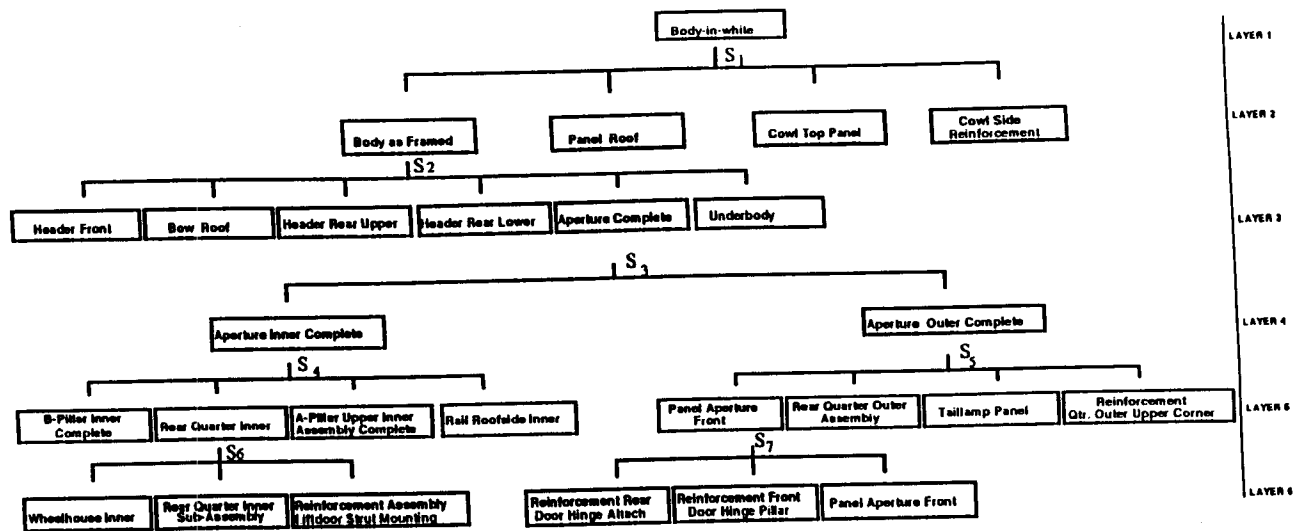 Body-in-white
LAYER 1
S1
Body as Framed
Panel Roof
Cowl Top Panel
Cowl Side
Reinforcement
LAYER 2
S2
Header Front
Bow Roof
Header Rear Upper
Header Rear Lower
Aperture Complete
Underbody
LAYER 3
S3
Aperture Inner Complete
Aperture Outer Complete
LAYER 4
S4
S5
B-Pillar Inner
Complete
Rear Quarter Inner
A-Pillar Upper Inner
Assembly Complete
Rail Roofside Inner
Panel Aperture
Front
Rear Quarter Outer
Assembly
Taillamp Panel
Reinforcement
Qtr. Outer Upper Corner
LAYER 5
S6
S7
Wheelhouse Inner
Rear Quarter Inner
Sub-Assembly
Reinforcement Assembly
Liftdoor Strut Mounting
Reinforcement Rear
Door Hinge Attach
Reinforcement Front
Door Hinge Pillar
Panel Aperture Front
LAYER 6